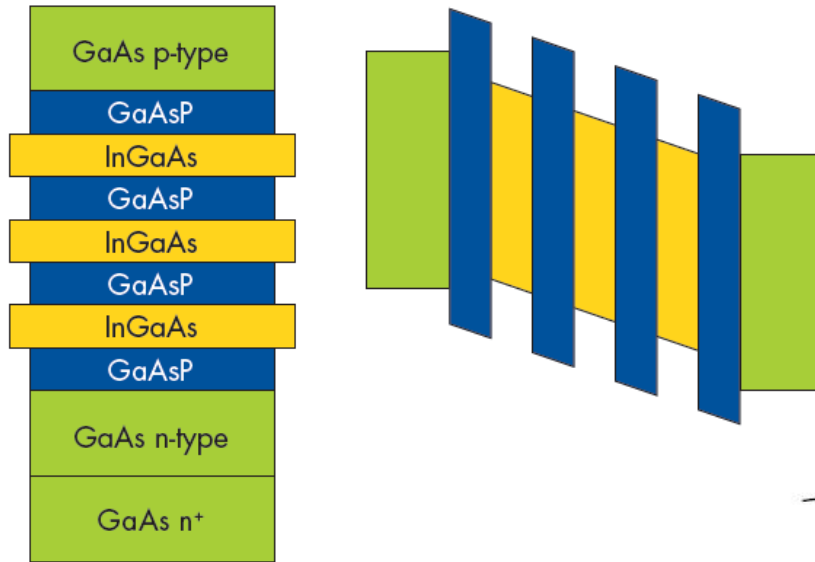 GaAs p-type
GaAsP
InGaAs
GaAsP
InGaAs
GaAsP
InGaAs
GaAsP
GaAs n-type
GaAs n⁺